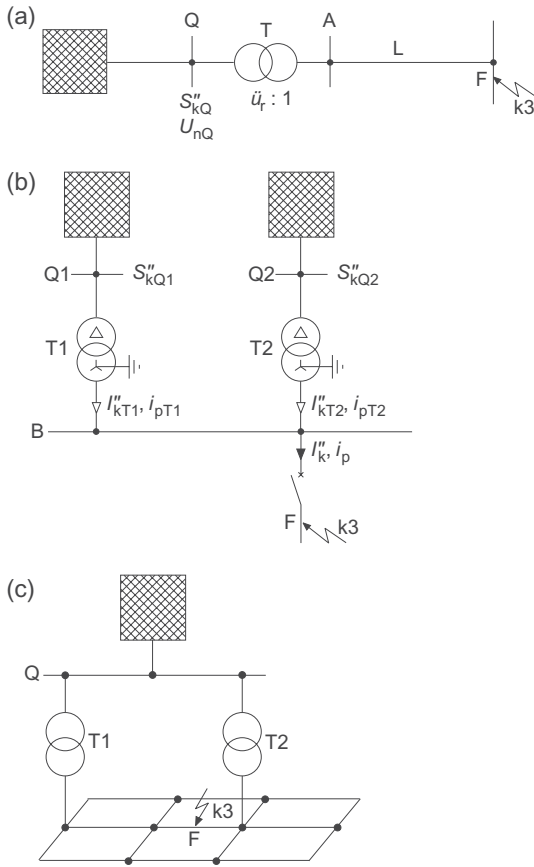 (a)
Q T A L
S″kQ
UnQ
ür : 1
F
k3
(b)
Q1 S″kQ1 Q2 S″kQ2
T1 T2
I″kT1, ipT1 I″kT2, ipT2
B
I″k, ip
F k3
(c)
Q
T1 T2
k3
F